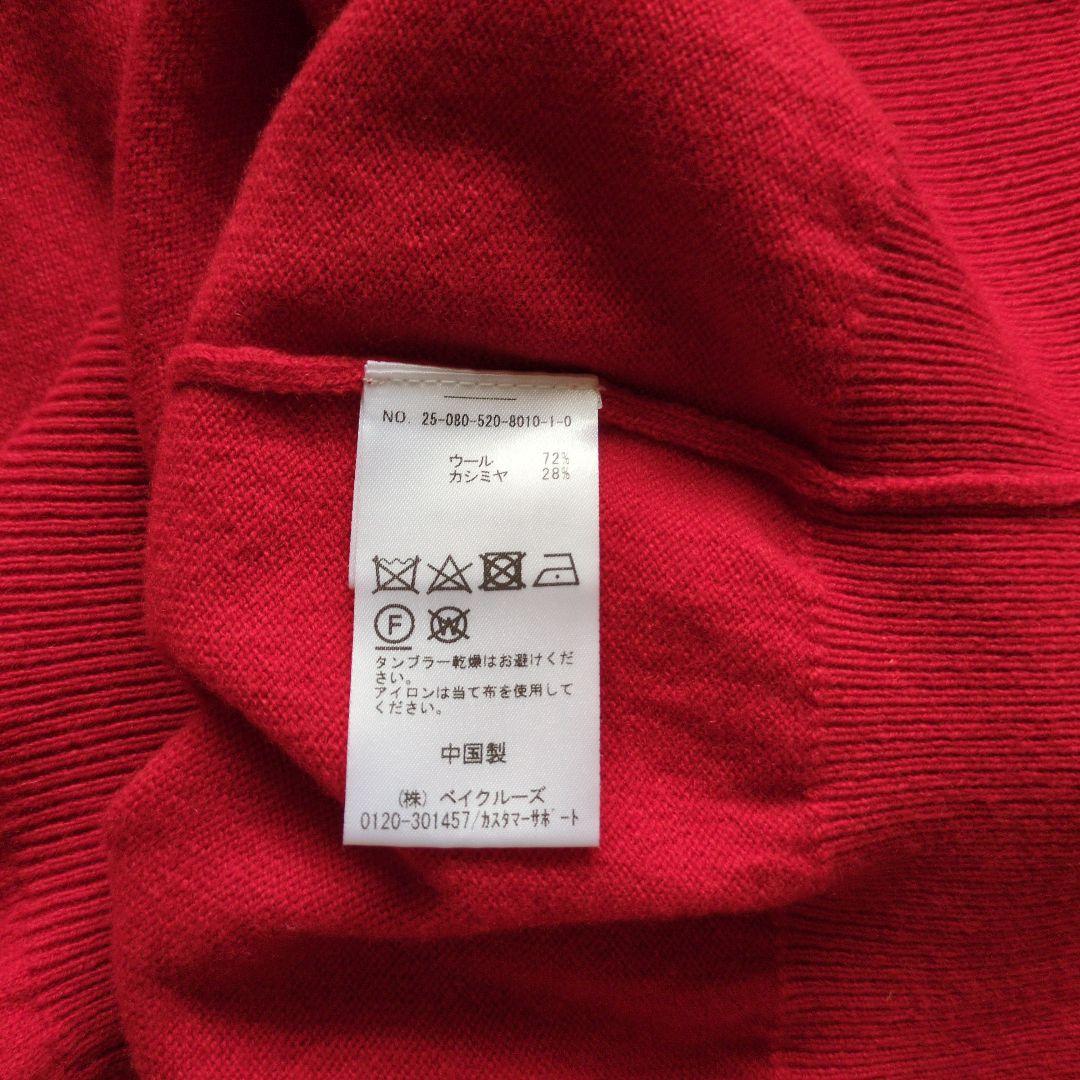 NO. 25-080-520-8010-1-0
ウール 72%
カシミヤ 28%
F W
タンブラー乾燥はお避けくだ
さい。
アイロンは当て布を使用して
ください。
中国製
(株) ベイクルーズ
0120-301457/カスタマーサポート